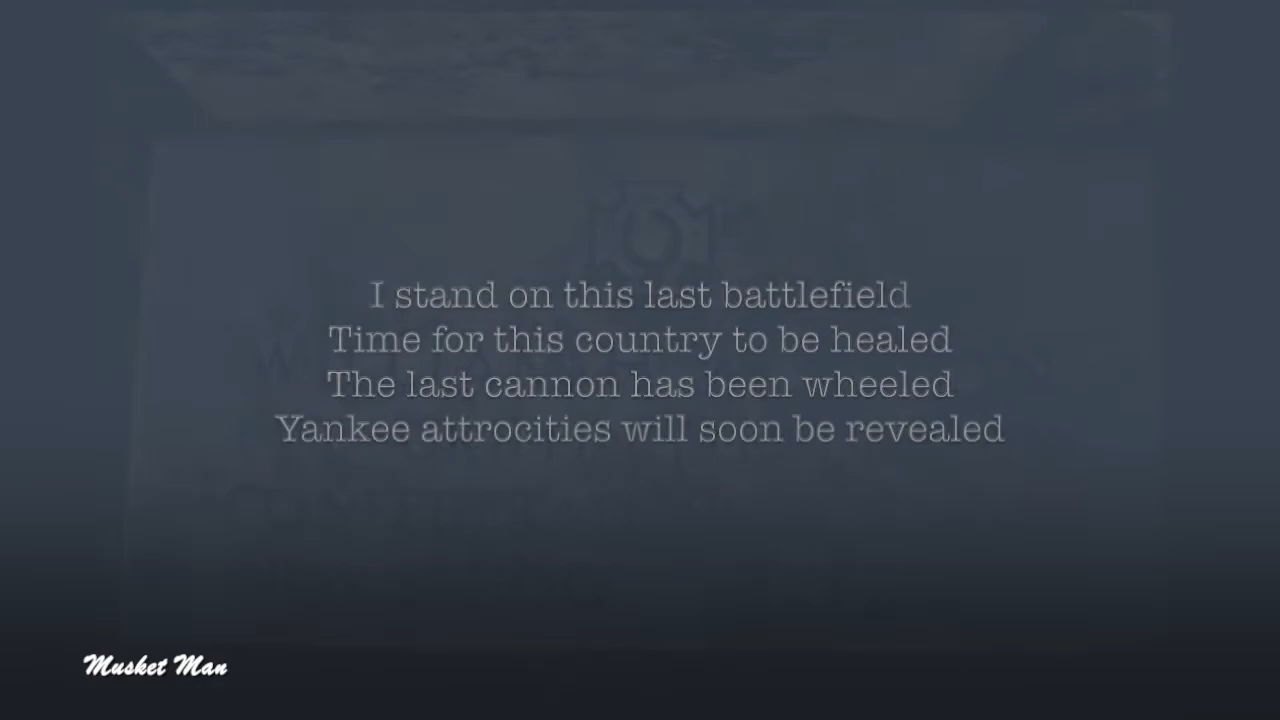 I stand on this last battlefield
Time for this country to be healed
The last cannon has been wheeled
Yankee attrocities will soon be revealed
Musket Man